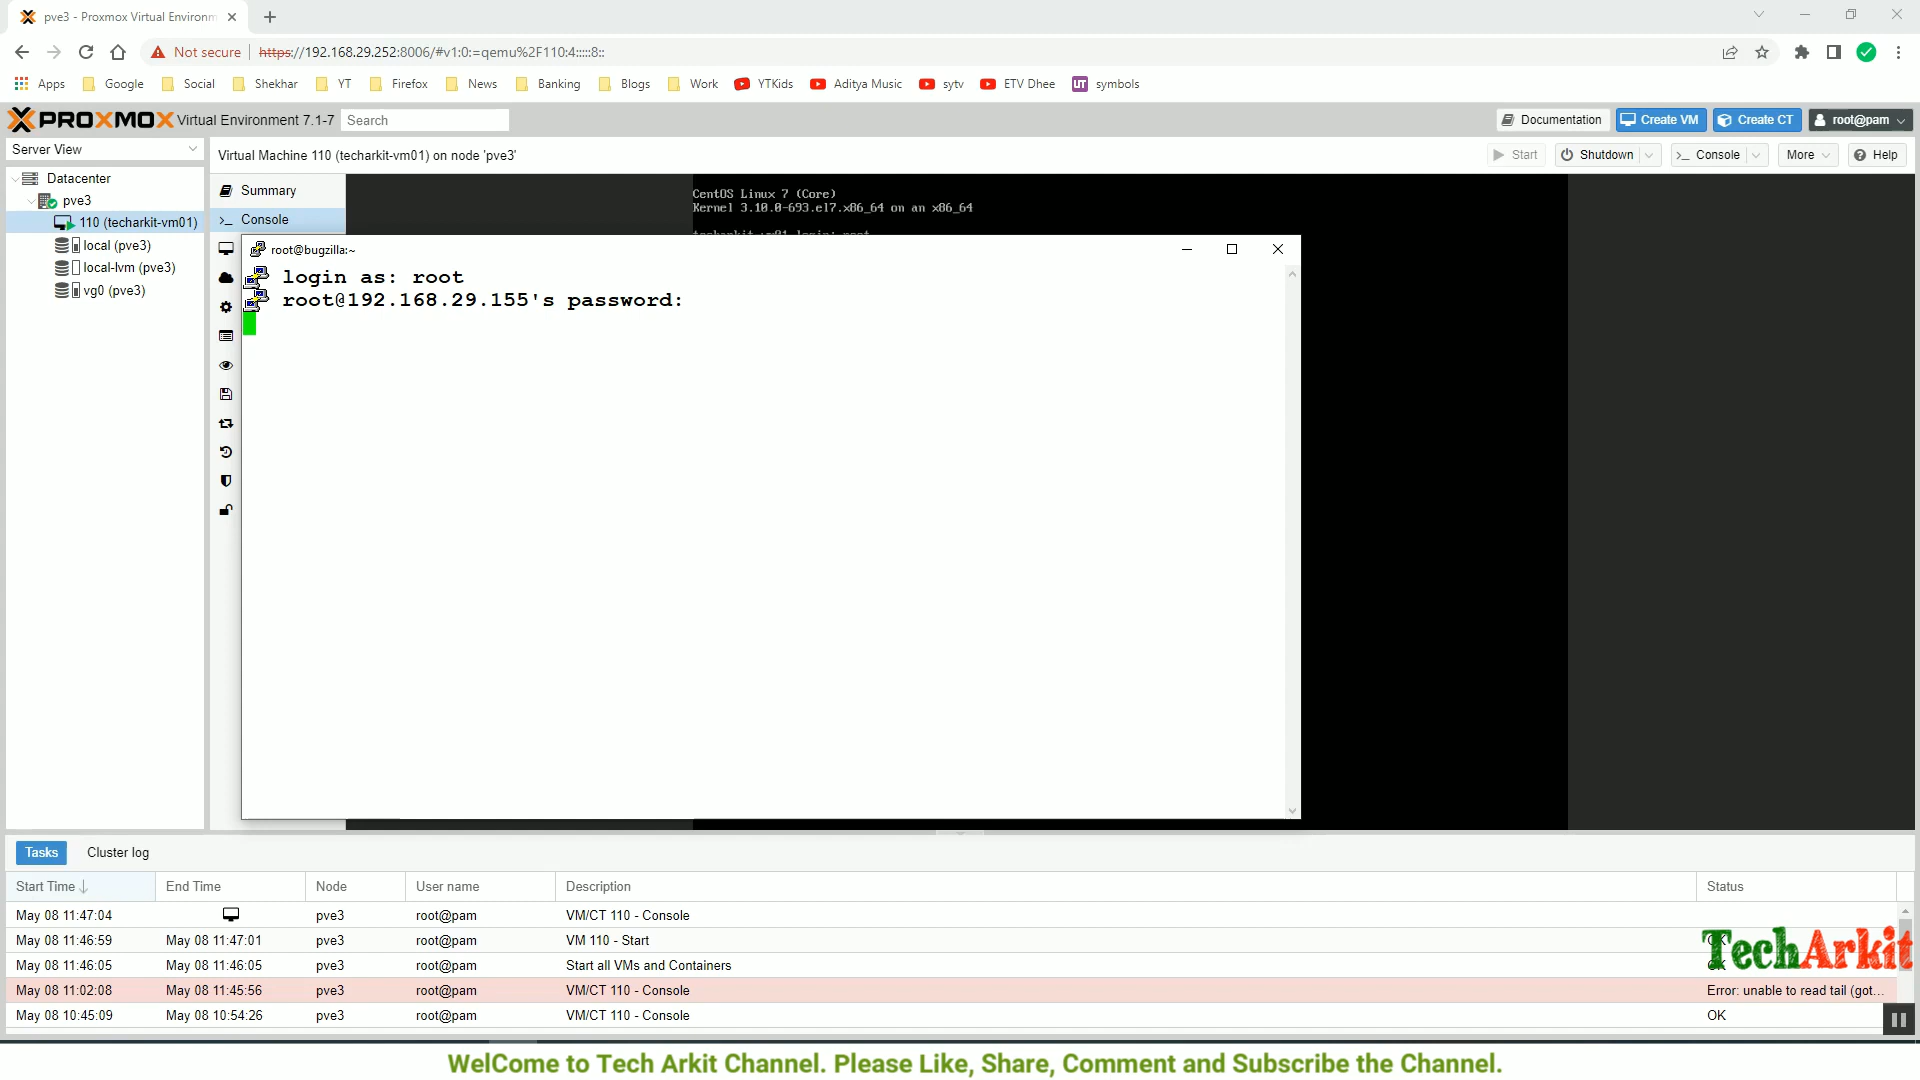 pve3 - Proxmox Virtual Environm
Not secure
https://192.168.29.252:8006/#v1:0:=qemu%2F110:4:::::8::
Apps Google Social Shekhar YT Firefox News Banking Blogs Work YTKids Aditya Music sytv ETV Dhee UT symbols
PROXMOX Virtual Environment 7.1-7 Search Documentation Create VM Create CT root@pam
Server View
Virtual Machine 110 (techarkit-vm01) on node 'pve3' Start Shutdown Console More Help
Datacenter
pve3
110 (techarkit-vm01)
local (pve3)
local-lvm (pve3)
vg0 (pve3)
Summary
Console
CentOS Linux 7 (Core)
Kernel 3.10.0-693.el7.x86_64 on an x86_64
techarkit-vm01 login: root
root@bugzilla:~
login as: root
root@192.168.29.155's password:
Tasks Cluster log
Start Time End Time Node User name Description Status
May 08 11:47:04 pve3 root@pam VM/CT 110 - Console
May 08 11:46:59 May 08 11:47:01 pve3 root@pam VM 110 - Start OK
May 08 11:46:05 May 08 11:46:05 pve3 root@pam Start all VMs and Containers OK
May 08 11:02:08 May 08 11:45:56 pve3 root@pam VM/CT 110 - Console Error: unable to read tail (got...
May 08 10:45:09 May 08 10:54:26 pve3 root@pam VM/CT 110 - Console OK
TechArkit
WelCome to Tech Arkit Channel. Please Like, Share, Comment and Subscribe the Channel.